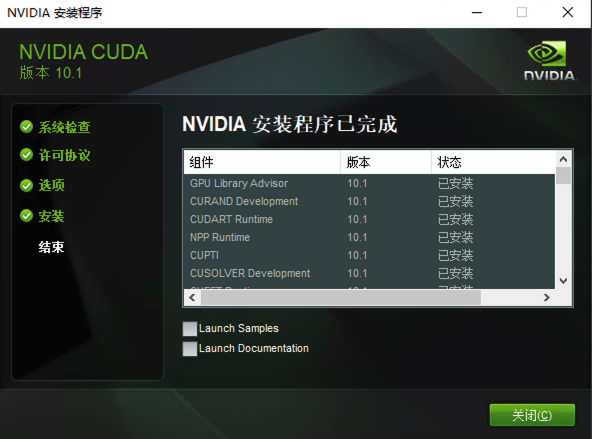 NVIDIA 安装程序
NVIDIA CUDA
版本 10.1
NVIDIA.
系统检查
许可协议
选项
安装
结束
NVIDIA 安装程序已完成
组件 版本 状态
GPU Library Advisor 10.1 已安装
CURAND Development 10.1 已安装
CUDART Runtime 10.1 已安装
NPP Runtime 10.1 已安装
CUPTI 10.1 已安装
CUSOLVER Development 10.1 已安装
Launch Samples
Launch Documentation
关闭(C)